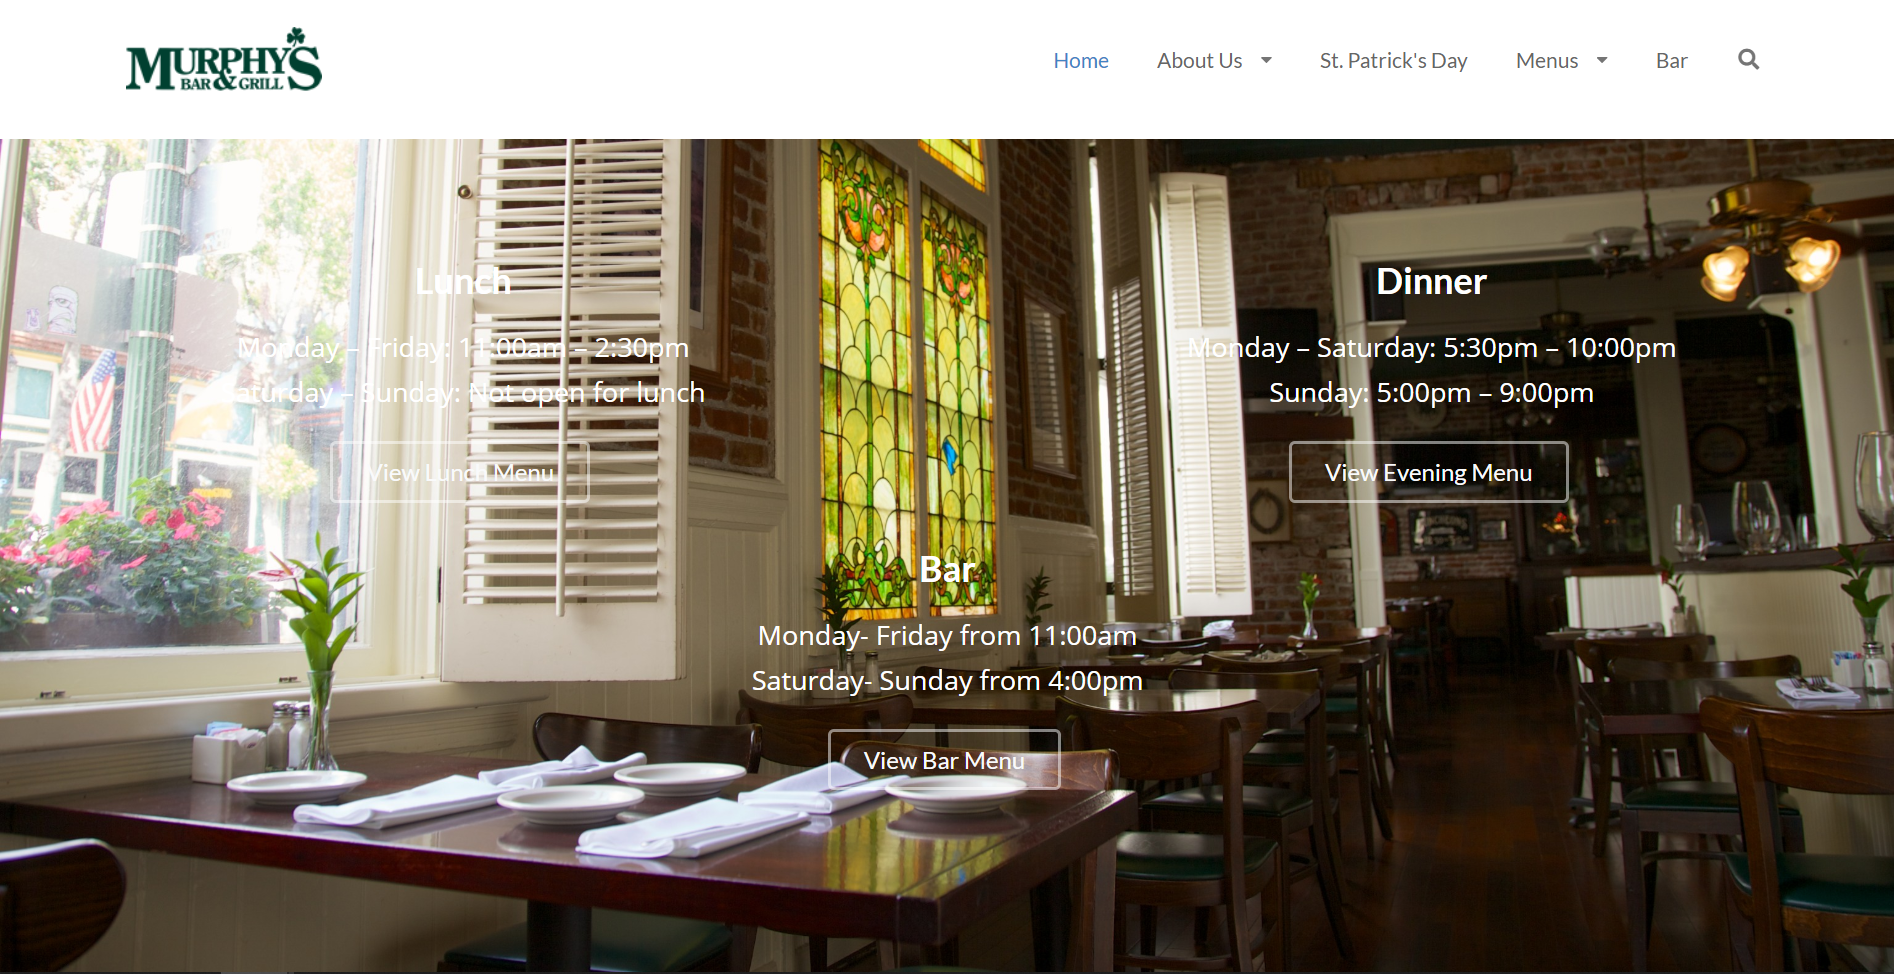 MURPHY'S
BAR & GRILL
Home
About Us
St. Patrick's Day
Menus
Bar
Lunch
Monday – Friday: 11:00am – 2:30pm
Saturday – Sunday: Not open for lunch
View Lunch Menu
Dinner
Monday – Saturday: 5:30pm – 10:00pm
Sunday: 5:00pm – 9:00pm
View Evening Menu
Bar
Monday- Friday from 11:00am
Saturday- Sunday from 4:00pm
View Bar Menu